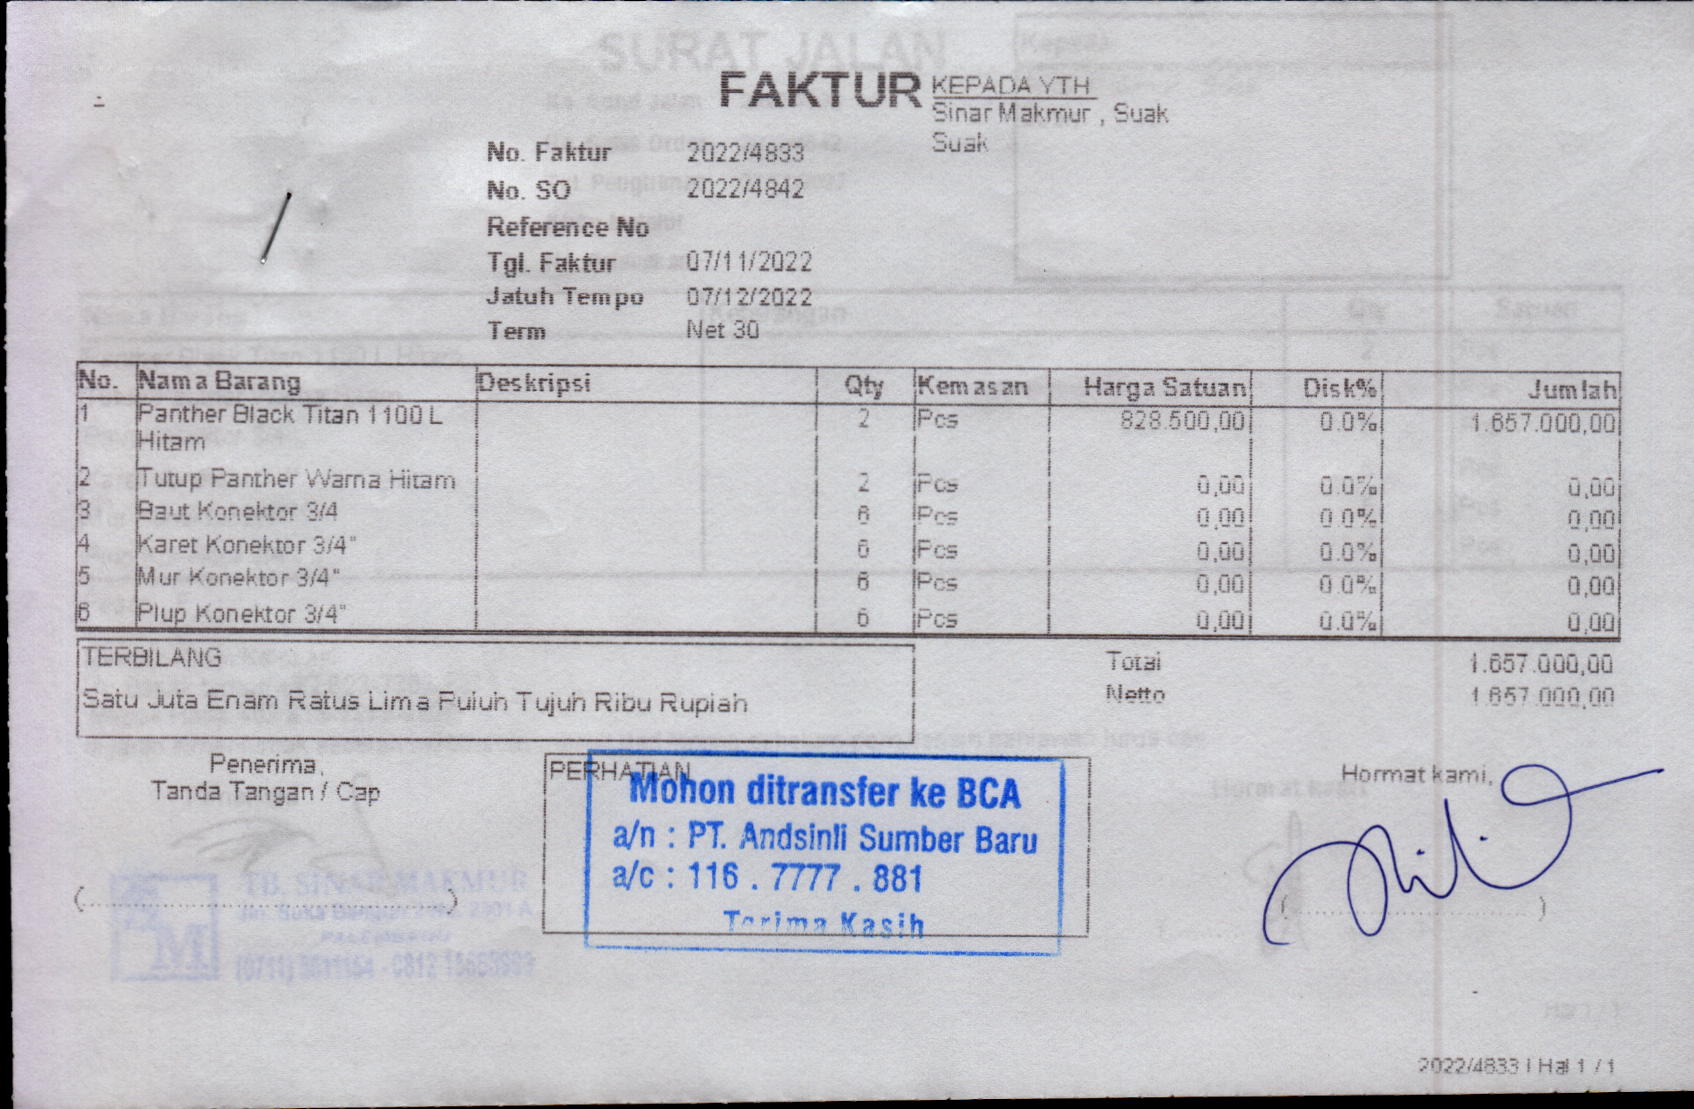 FAKTUR
KEPADA YTH
Sinar Makmur , Suak
Suak
No. Faktur 2022/4833
No. SO 2022/4842
Reference No
Tgl. Faktur 07/11/2022
Jatuh Tempo 07/12/2022
Term Net 30
No. Nama Barang Deskripsi Qty Kemasan Harga Satuan Disk% Jumlah
1 Panther Black Titan 1100 L 2 Pcs 828.500,00 0.0% 1.657.000,00
Hitam
2 Tutup Panther Warna Hitam 2 Pcs 0,00 0.0% 0,00
3 Baut Konektor 3/4 6 Pcs 0,00 0.0% 0,00
4 Karet Konektor 3/4" 6 Pcs 0,00 0.0% 0,00
5 Mur Konektor 3/4" 6 Pcs 0,00 0.0% 0,00
6 Plup Konektor 3/4" 6 Pcs 0,00 0.0% 0,00
TERBILANG
Satu Juta Enam Ratus Lima Puluh Tujuh Ribu Rupiah
Total 1.657.000,00
Netto 1.657.000,00
Penerima,
Tanda Tangan / Cap
PERHATIAN
Mohon ditransfer ke BCA
a/n : PT. Andsinli Sumber Baru
a/c : 116 . 7777 . 881
Terima Kasih
Hormat kami,
TB. SINAR MAKMUR
PALEMBANG
2022/4833 | Hal 1 / 1
SURAT JALAN
Kepada